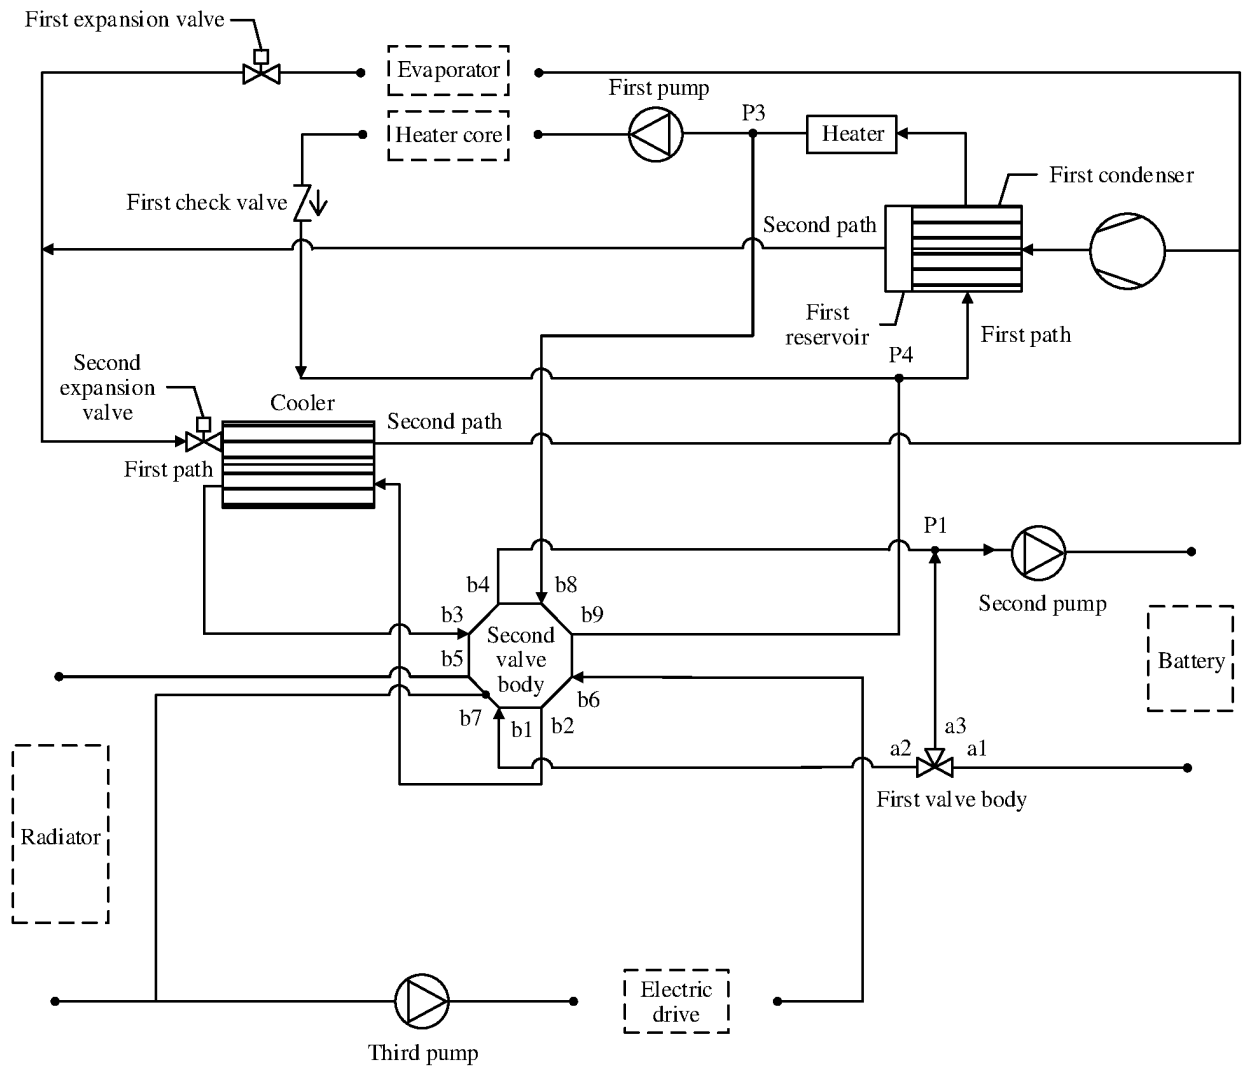 First expansion valve
Evaporator
First pump
P3
Heater core
Heater
First condenser
First check valve
Second path
First
reservoir
First path
P4
Second
expansion
valve
Cooler
Second path
First path
P1
b4
b8
Second pump
b3
b9
Second
valve
body
b5
Battery
b6
b7
b1
b2
a3
a2
a1
First valve body
Radiator
Electric
drive
Third pump